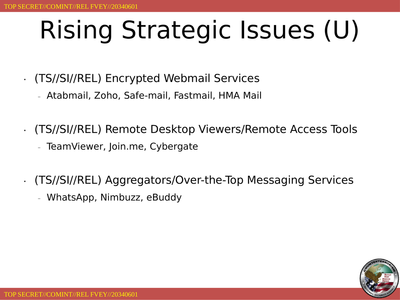 TOP SECRET//COMINT//REL FVEY//20340601
Rising Strategic Issues (U)
(TS//SI//REL) Encrypted Webmail Services
Atabmail, Zoho, Safe-mail, Fastmail, HMA Mail
(TS//SI//REL) Remote Desktop Viewers/Remote Access Tools
TeamViewer, Join.me, Cybergate
(TS//SI//REL) Aggregators/Over-the-Top Messaging Services
WhatsApp, Nimbuzz, eBuddy
TOP SECRET//COMINT//REL FVEY//20340601